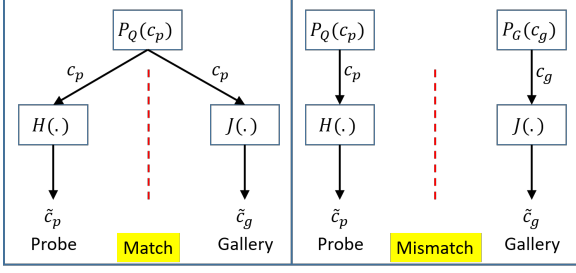 P_Q(c_p)
c_p c_p
H(.) J(.)
c̃_p c̃_g
Probe Match Gallery
P_Q(c_p) P_G(c_g)
c_p c_g
H(.) J(.)
c̃_p c̃_g
Probe Mismatch Gallery